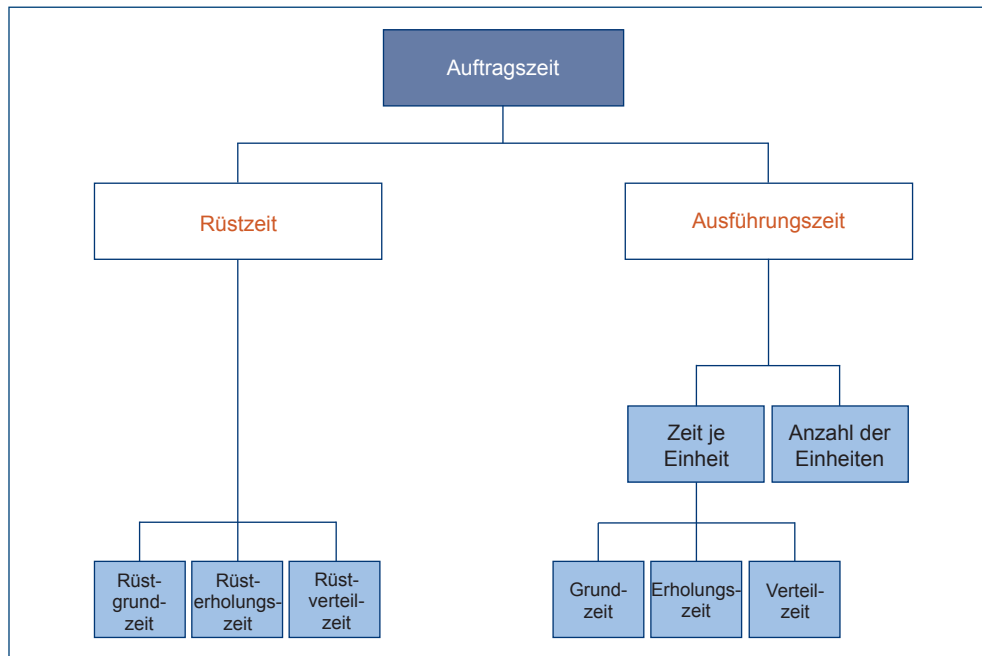 Auftragszeit
Rüstzeit
Ausführungszeit
Zeit je
Einheit
Anzahl der
Einheiten
Rüst-
grund-
zeit
Rüst-
erholungs-
zeit
Rüst-
verteil-
zeit
Grund-
zeit
Erholungs-
zeit
Verteil-
zeit